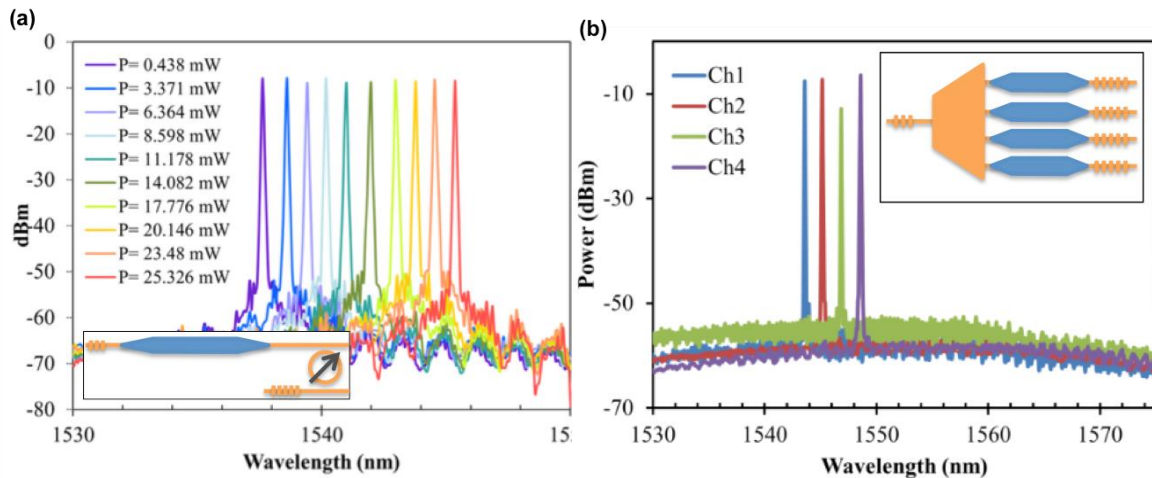 (a)
0
-10
-20
-30
-40
-50
-60
-70
-80
dBm
P= 0.438 mW
P= 3.371 mW
P= 6.364 mW
P= 8.598 mW
P= 11.178 mW
P= 14.082 mW
P= 17.776 mW
P= 20.146 mW
P= 23.48 mW
P= 25.326 mW
1530
1540
Wavelength (nm)
(b)
-10
-30
-50
-70
Power (dBm)
Ch1
Ch2
Ch3
Ch4
1530
1540
1550
1560
1570
Wavelength (nm)